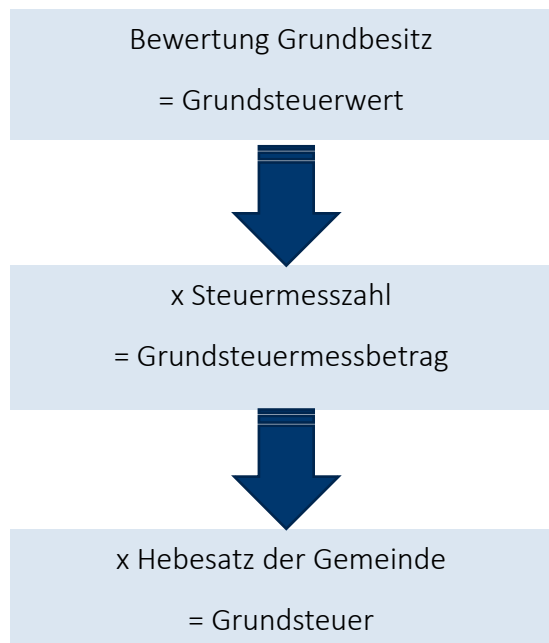 Bewertung Grundbesitz
= Grundsteuerwert
x Steuermesszahl
= Grundsteuermessbetrag
x Hebesatz der Gemeinde
= Grundsteuer